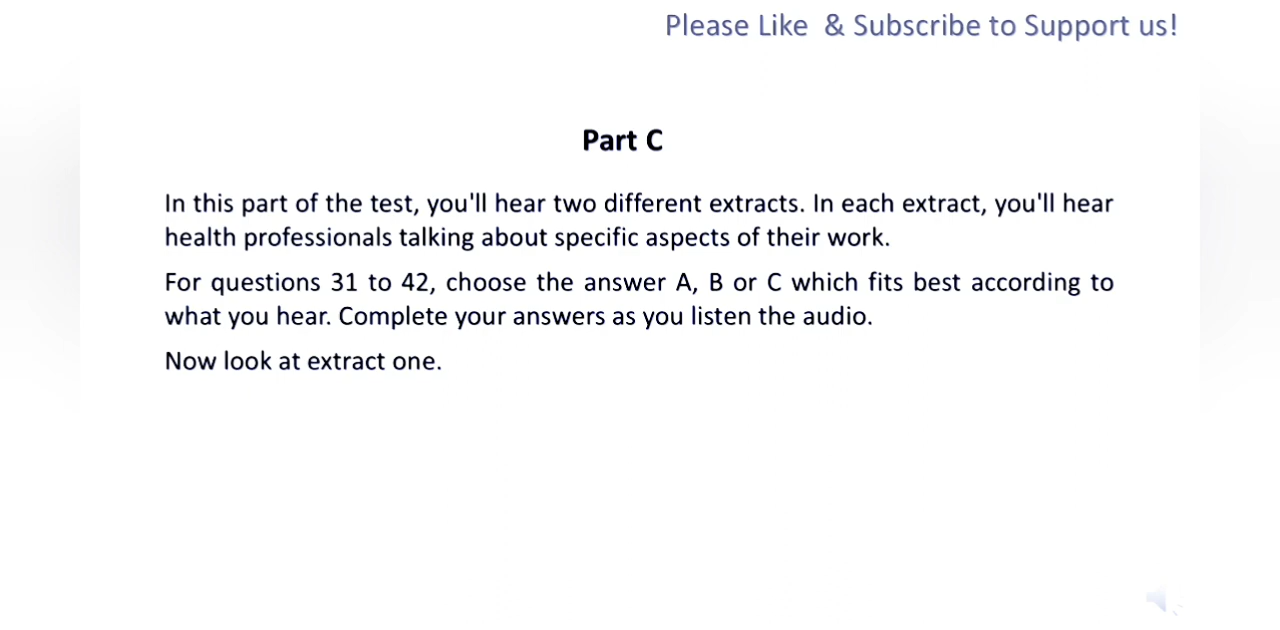 Please Like & Subscribe to Support us!
Part C
In this part of the test, you'll hear two different extracts. In each extract, you'll hear
health professionals talking about specific aspects of their work.
For questions 31 to 42, choose the answer A, B or C which fits best according to
what you hear. Complete your answers as you listen the audio.
Now look at extract one.